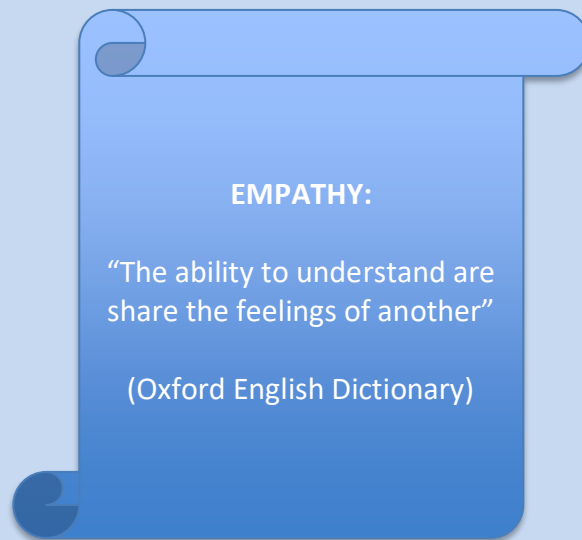 EMPATHY:
“The ability to understand are
share the feelings of another”
(Oxford English Dictionary)